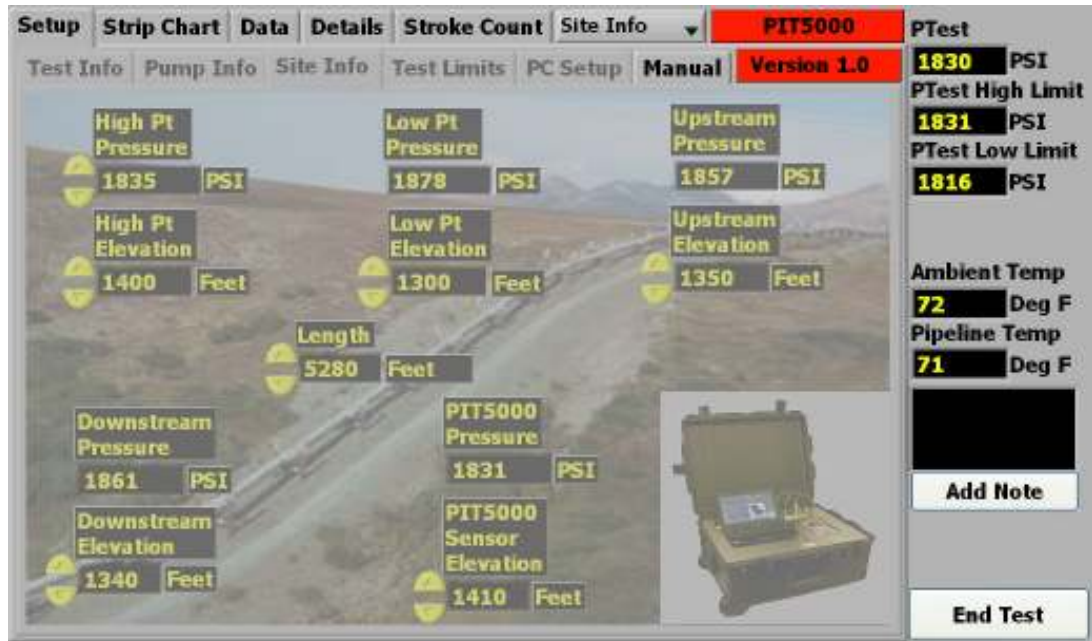 Setup Strip Chart Data Details Stroke Count Site Info PIT5000
Test Info Pump Info Site Info Test Limits PC Setup Manual Version 1.0
High Pt
Pressure
1835 PSI
Low Pt
Pressure
1878 PSI
Upstream
Pressure
1857 PSI
High Pt
Elevation
1400 Feet
Low Pt
Elevation
1300 Feet
Upstream
Elevation
1350 Feet
Length
5280 Feet
Downstream
Pressure
1861 PSI
PIT5000
Pressure
1831 PSI
Downstream
Elevation
1340 Feet
PIT5000
Sensor
Elevation
1410 Feet
PTest
1830 PSI
PTest High Limit
1831 PSI
PTest Low Limit
1816 PSI
Ambient Temp
72 Deg F
Pipeline Temp
71 Deg F
Add Note
End Test